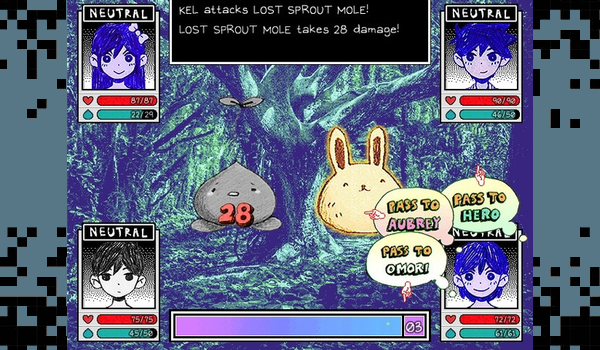 NEUTRAL
87/87
22/29
KEL attacks LOST SPROUT MOLE!
LOST SPROUT MOLE takes 28 damage!
NEUTRAL
90/90
46/50
28
PASS TO
AUBREY
PASS TO
HERO
PASS TO
OMORI
NEUTRAL
75/75
45/50
NEUTRAL
72/72
61/61
03